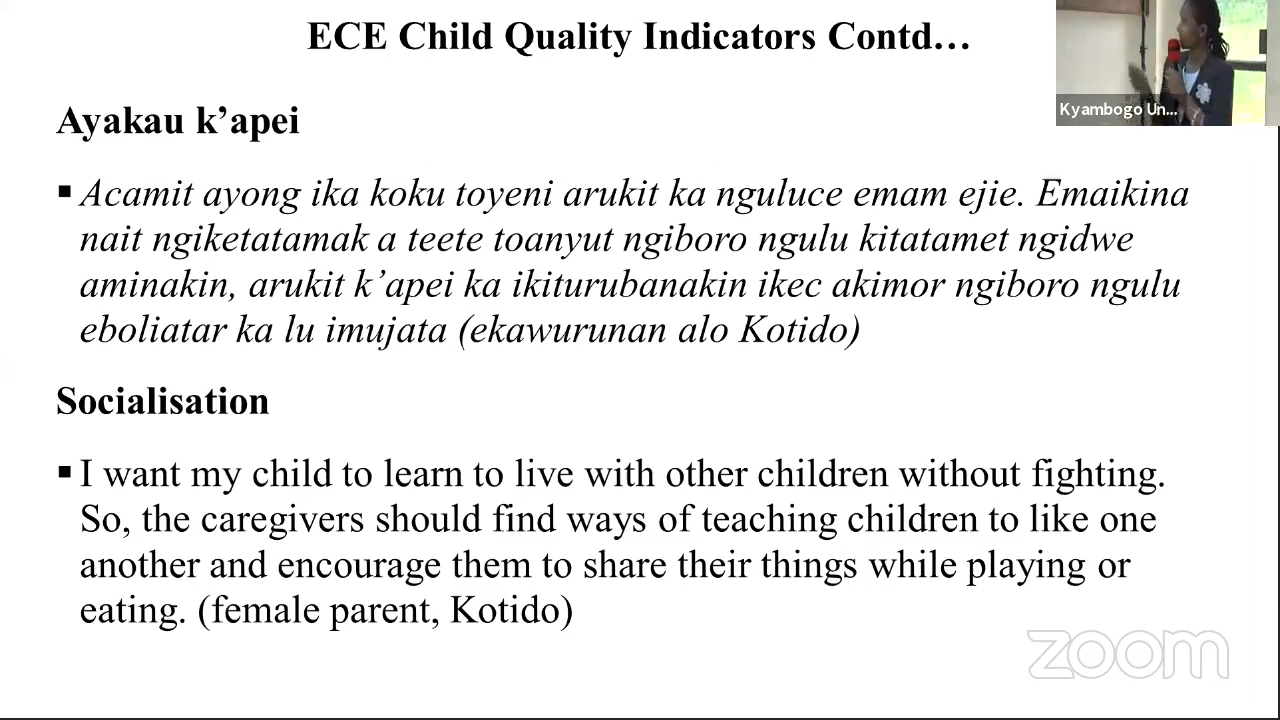 ECE Child Quality Indicators Contd…
Kyambogo Un...
Ayakau k’apei
▪ Acamit ayong ika koku toyeni arukit ka nguluce emam ejie. Emaikina
nait ngiketatamak a teete toanyut ngiboro ngulu kitatamet ngidwe
aminakin, arukit k’apei ka ikiturubanakin ikec akimor ngiboro ngulu
eboliatar ka lu imujata (ekawurunan alo Kotido)
Socialisation
▪ I want my child to learn to live with other children without fighting.
So, the caregivers should find ways of teaching children to like one
another and encourage them to share their things while playing or
eating. (female parent, Kotido)
zoom